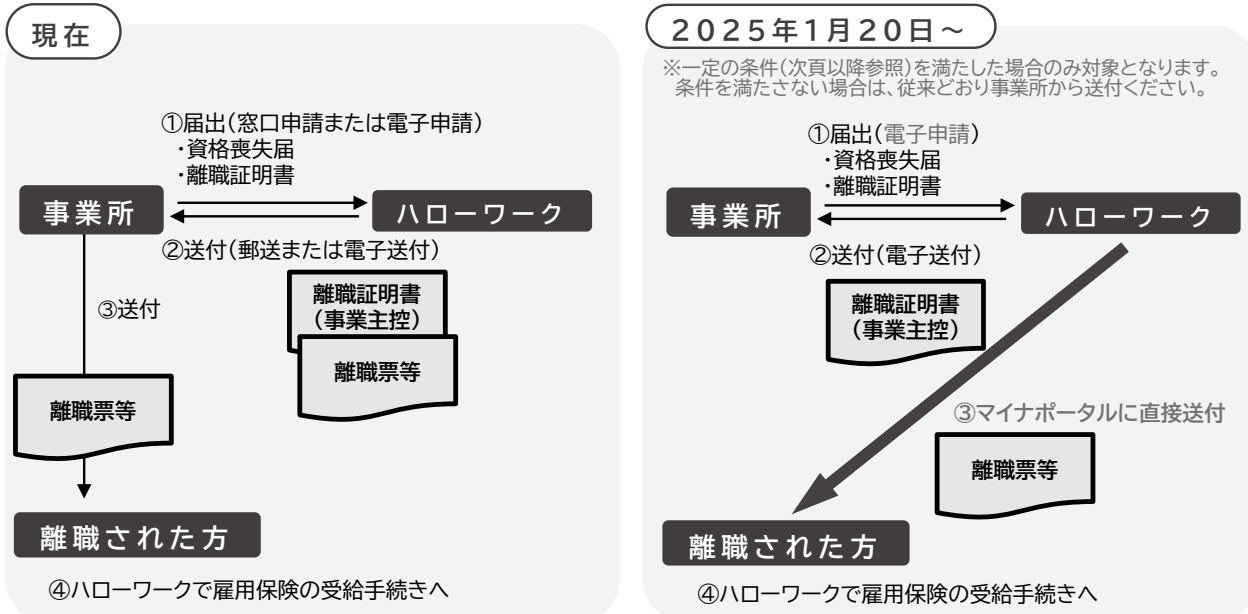 現在
①届出(窓口申請または電子申請)
・資格喪失届
・離職証明書
事業所
ハローワーク
②送付(郵送または電子送付)
離職証明書
(事業主控)
離職票等
③送付
離職票等
離職された方
④ハローワークで雇用保険の受給手続きへ
2025年1月20日~
※一定の条件(次頁以降参照)を満たした場合のみ対象となります。
条件を満たさない場合は、従来どおり事業所から送付ください。
①届出(電子申請)
・資格喪失届
・離職証明書
事業所
ハローワーク
②送付(電子送付)
離職証明書
(事業主控)
③マイナポータルに直接送付
離職票等
離職された方
④ハローワークで雇用保険の受給手続きへ